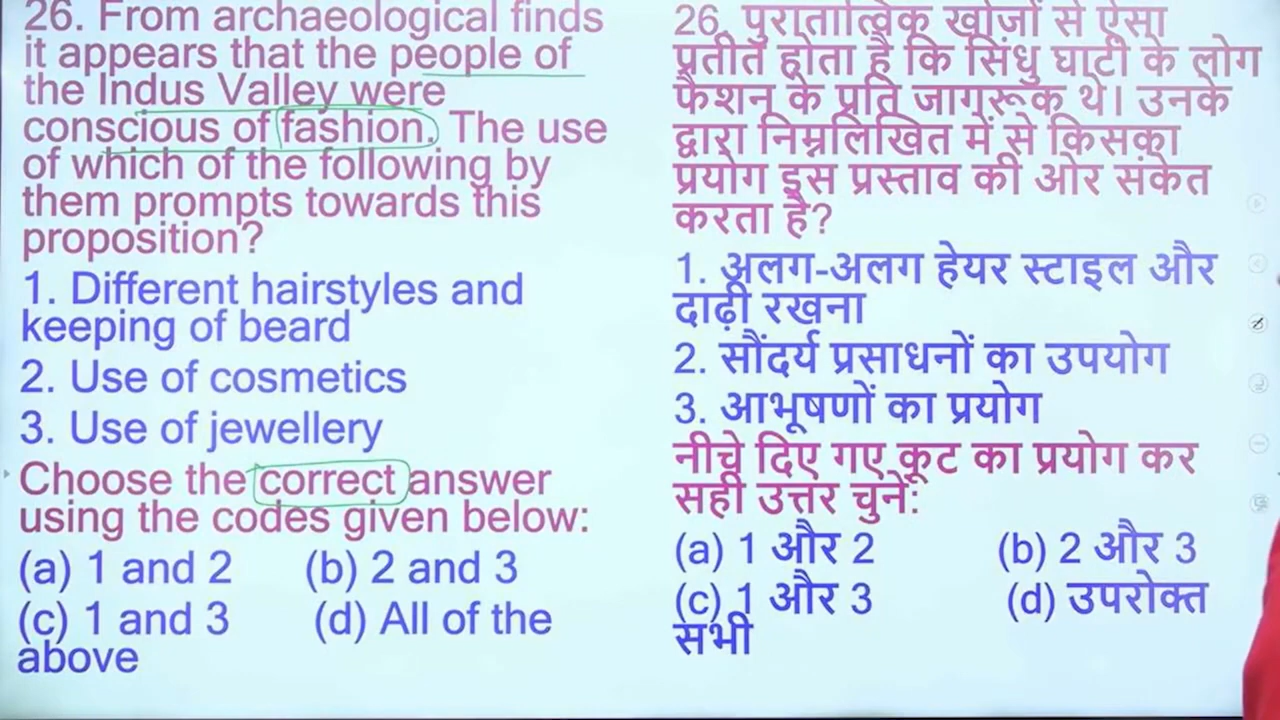 26. From archaeological finds
it appears that the people of
the Indus Valley were
conscious of fashion. The use
of which of the following by
them prompts towards this
proposition?
1. Different hairstyles and
keeping of beard
2. Use of cosmetics
3. Use of jewellery
Choose the correct answer
using the codes given below:
(a) 1 and 2 (b) 2 and 3
(c) 1 and 3 (d) All of the
above
26. पुरातात्विक खोजों से ऐसा
प्रतीत होता है कि सिंधु घाटी के लोग
फैशन के प्रति जागरूक थे। उनके
द्वारा निम्नलिखित में से किसका
प्रयोग इस प्रस्ताव की ओर संकेत
करता है?
1. अलग-अलग हेयर स्टाइल और
दाढ़ी रखना
2. सौंदर्य प्रसाधनों का उपयोग
3. आभूषणों का प्रयोग
नीचे दिए गए कूट का प्रयोग कर
सही उत्तर चुनें:
(a) 1 और 2 (b) 2 और 3
(c) 1 और 3 (d) उपरोक्त
सभी